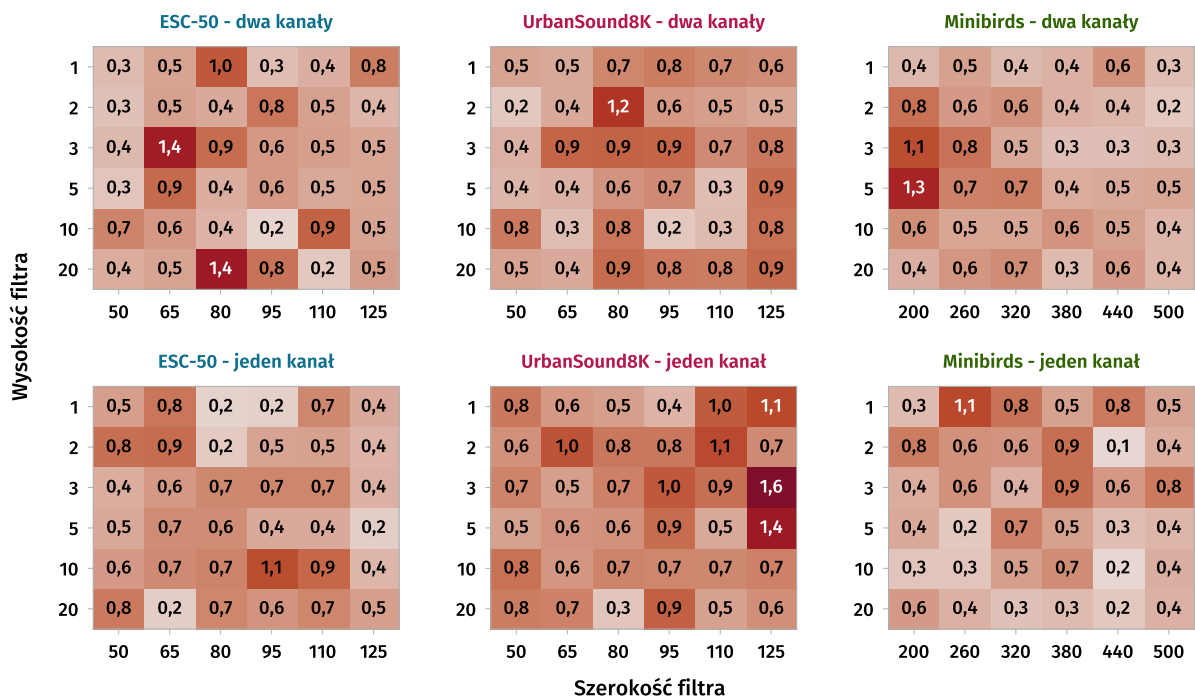 ESC-50 - dwa kanały UrbanSound8K - dwa kanały Minibirds - dwa kanały
1 0,3 0,5 1,0 0,3 0,4 0,8 1 0,5 0,5 0,7 0,8 0,7 0,6 1 0,4 0,5 0,4 0,4 0,6 0,3
2 0,3 0,5 0,4 0,8 0,5 0,4 2 0,2 0,4 1,2 0,6 0,5 0,5 2 0,8 0,6 0,6 0,4 0,4 0,2
3 0,4 1,4 0,9 0,6 0,5 0,5 3 0,4 0,9 0,9 0,9 0,7 0,8 3 1,1 0,8 0,5 0,3 0,3 0,3
5 0,3 0,9 0,4 0,6 0,5 0,5 5 0,4 0,4 0,6 0,7 0,3 0,9 5 1,3 0,7 0,7 0,4 0,5 0,5
10 0,7 0,6 0,4 0,2 0,9 0,5 10 0,8 0,3 0,8 0,2 0,3 0,8 10 0,6 0,5 0,5 0,6 0,5 0,4
20 0,4 0,5 1,4 0,8 0,2 0,5 20 0,5 0,4 0,9 0,8 0,8 0,9 20 0,4 0,6 0,7 0,3 0,6 0,4
50 65 80 95 110 125 50 65 80 95 110 125 200 260 320 380 440 500
Wysokość filtra
ESC-50 - jeden kanał UrbanSound8K - jeden kanał Minibirds - jeden kanał
1 0,5 0,8 0,2 0,2 0,7 0,4 1 0,8 0,6 0,5 0,4 1,0 1,1 1 0,3 1,1 0,8 0,5 0,8 0,5
2 0,8 0,9 0,2 0,5 0,5 0,4 2 0,6 1,0 0,8 0,8 1,1 0,7 2 0,8 0,6 0,6 0,9 0,1 0,4
3 0,4 0,6 0,7 0,7 0,7 0,4 3 0,7 0,5 0,7 1,0 0,9 1,6 3 0,4 0,6 0,4 0,9 0,6 0,8
5 0,5 0,7 0,6 0,4 0,4 0,2 5 0,5 0,6 0,6 0,9 0,5 1,4 5 0,4 0,2 0,7 0,5 0,3 0,4
10 0,6 0,7 0,7 1,1 0,9 0,4 10 0,8 0,6 0,7 0,7 0,7 0,7 10 0,3 0,3 0,5 0,7 0,2 0,4
20 0,8 0,2 0,7 0,6 0,7 0,5 20 0,8 0,7 0,3 0,9 0,5 0,6 20 0,6 0,4 0,3 0,3 0,2 0,4
50 65 80 95 110 125 50 65 80 95 110 125 200 260 320 380 440 500
Szerokość filtra